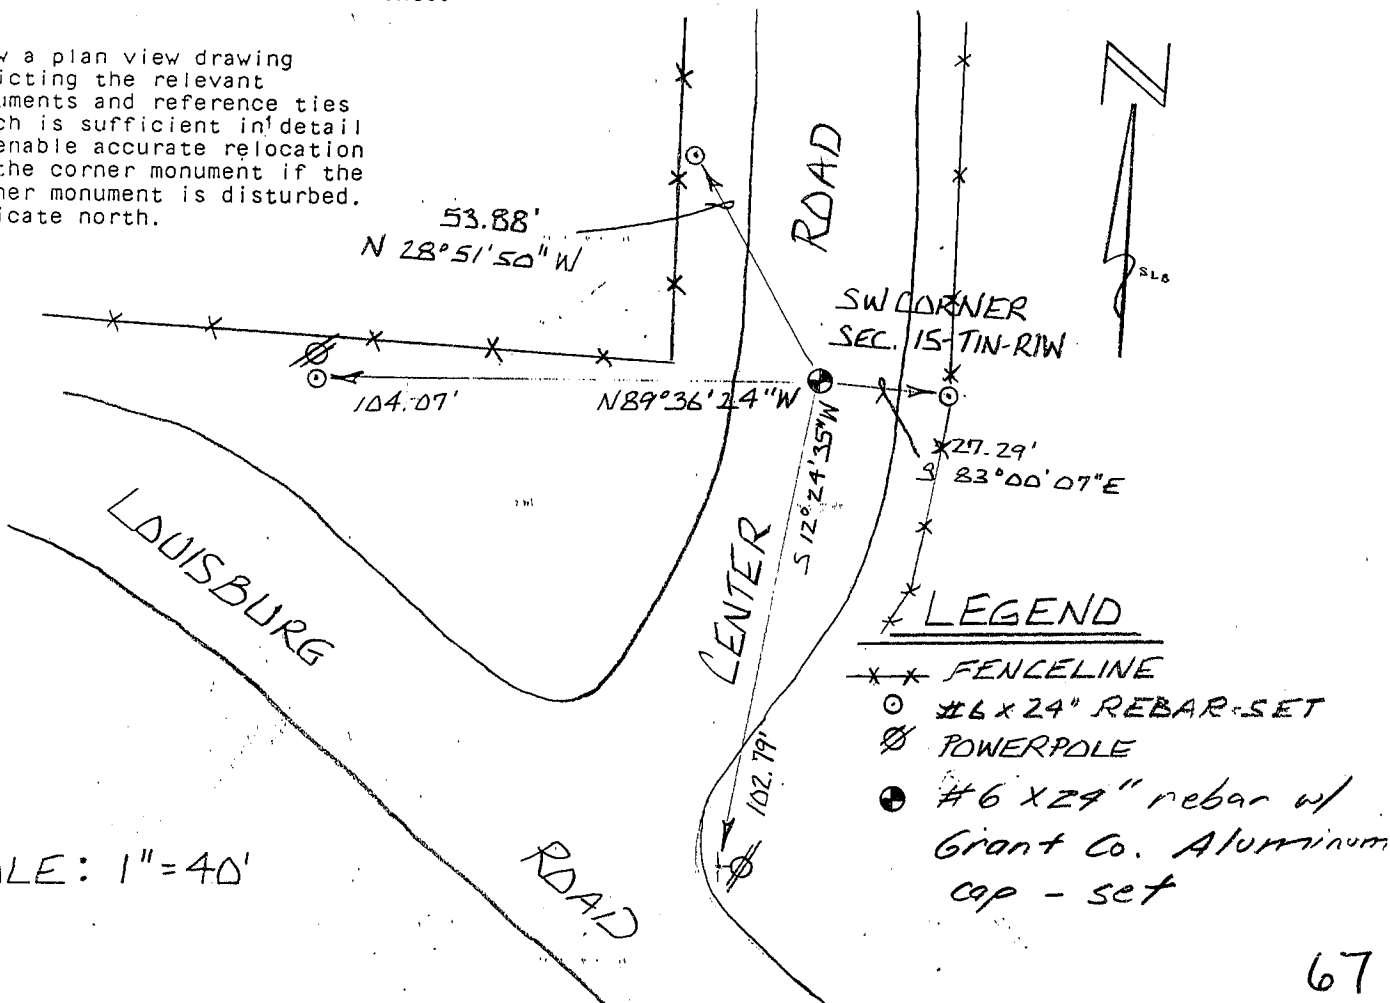 w a plan view drawing
icting the relevant
uments and reference ties
ch is sufficient in detail
enable accurate relocation
the corner monument if the
ner monument is disturbed.
icate north.
N
SLB
ROAD
53.88'
N 28°51'50" W
SW CORNER
SEC. 15-T1N-R1W
104.07'
N89°36'24"W
27.29'
S 83°00'07"E
S 12°24'35"W
102.79'
LOUISBURG
ROAD
CENTER
LEGEND
x x FENCELINE
#6 x 24" REBAR-SET
POWERPOLE
#6 x24" rebar w/
Grant Co. Aluminum
cap - set
LE: 1"=40'
67